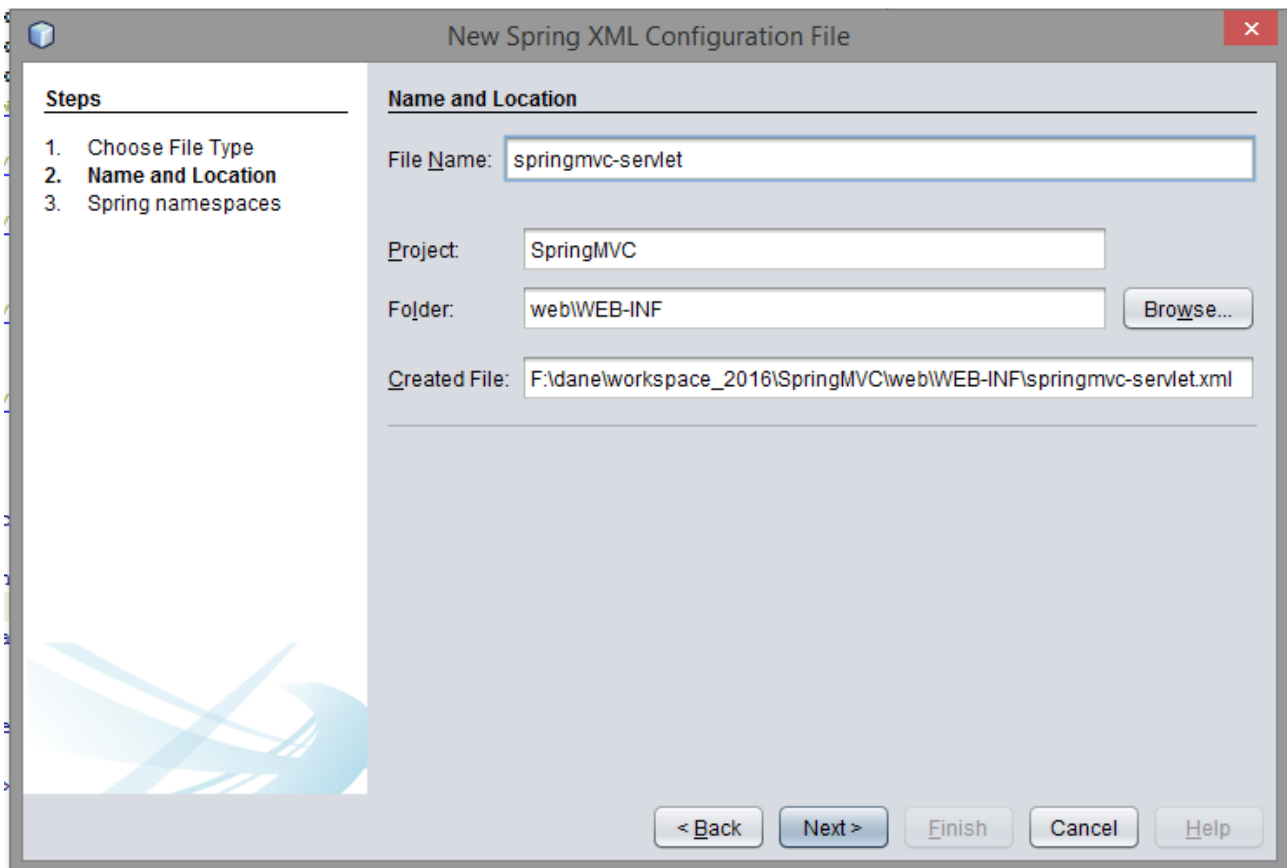 New Spring XML Configuration File
Steps
1. Choose File Type
2. Name and Location
3. Spring namespaces
Name and Location
File Name: springmvc-servlet
Project: SpringMVC
Folder: web\WEB-INF Browse...
Created File: F:\dane\workspace_2016\SpringMVC\web\WEB-INF\springmvc-servlet.xml
< Back Next > Finish Cancel Help